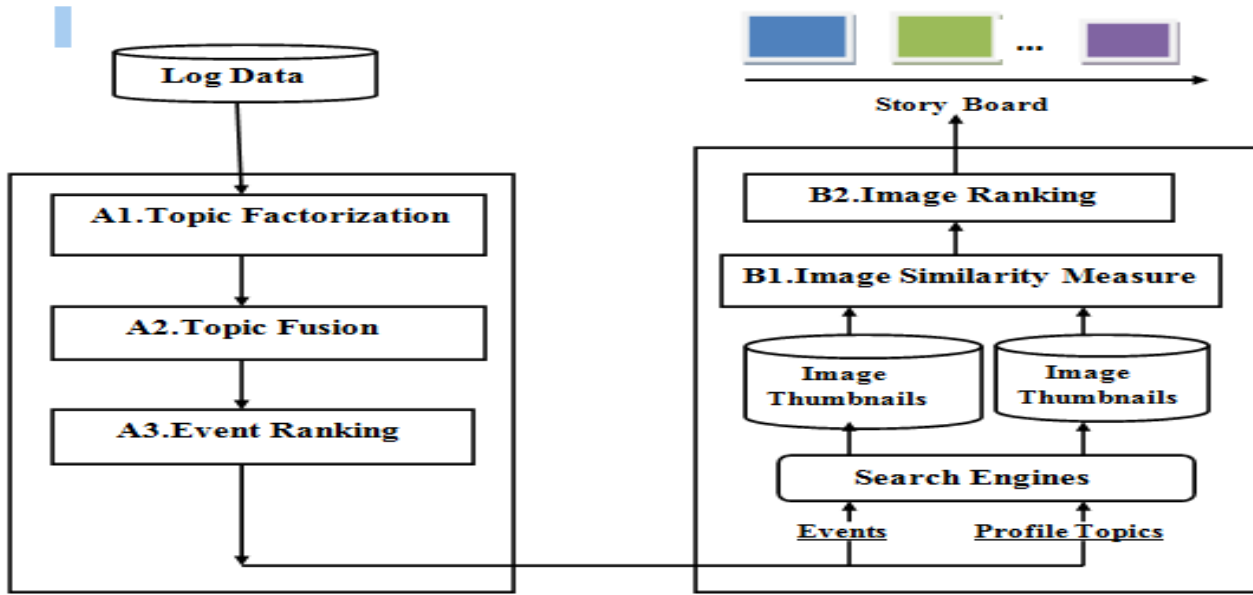 Log Data
A1.Topic Factorization
A2.Topic Fusion
A3.Event Ranking
...
Story Board
B2.Image Ranking
B1.Image Similarity Measure
Image
Thumbnails
Image
Thumbnails
Search Engines
Events
Profile Topics